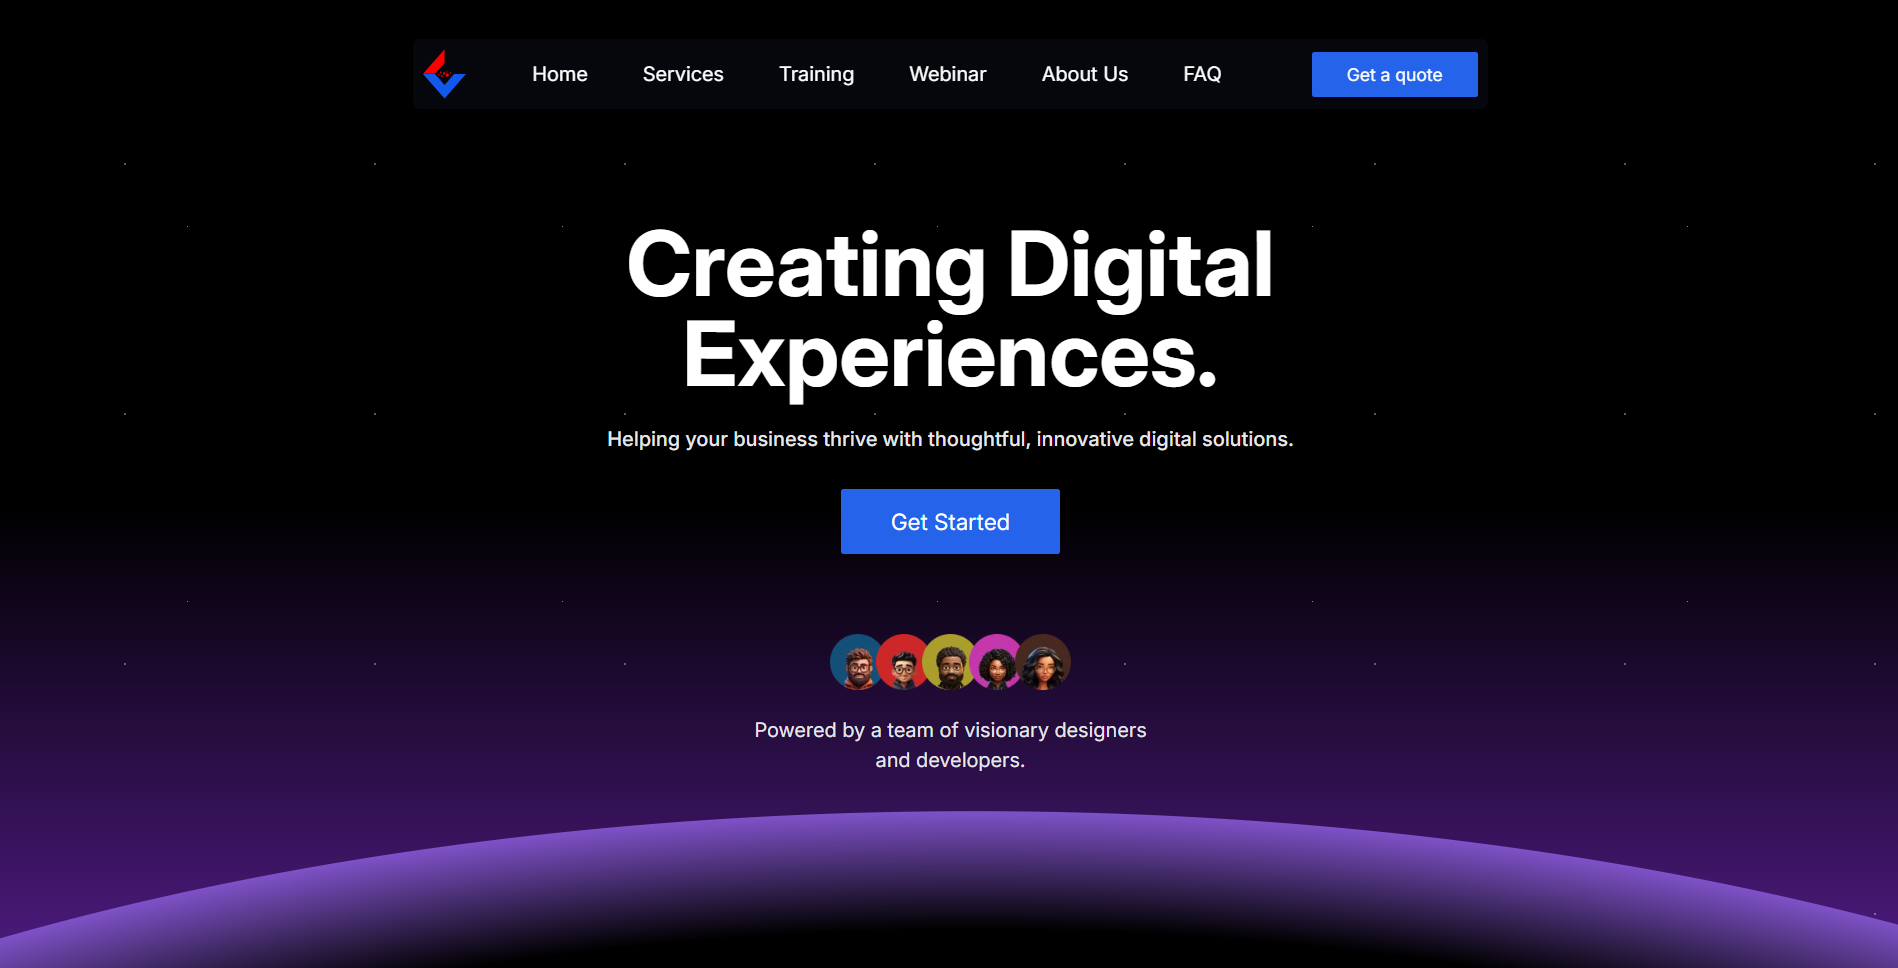 Home Services Training Webinar About Us FAQ Get a quote
Creating Digital
Experiences.
Helping your business thrive with thoughtful, innovative digital solutions.
Get Started
Powered by a team of visionary designers
and developers.